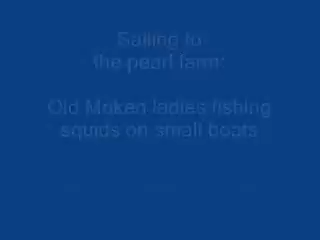 Sailing to
the pearl farm:
Old Moken ladies fishing
squids on small boats